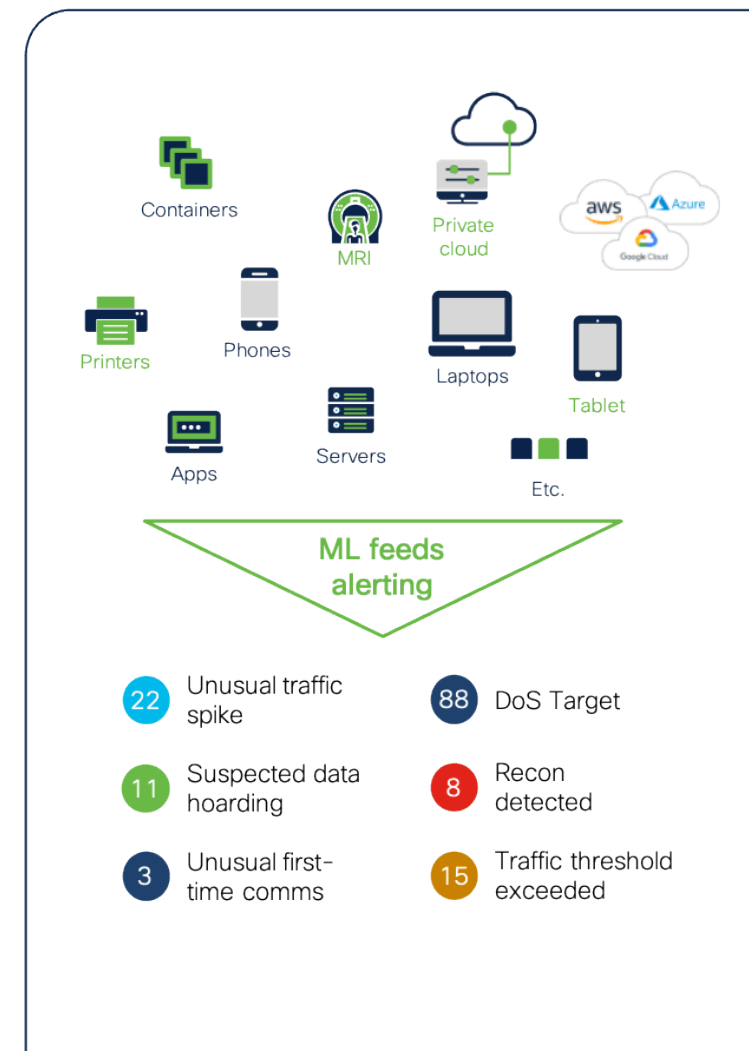 Containers
MRI
Private
cloud
aws
Azure
Google Cloud
Printers
Phones
Laptops
Tablet
Apps
Servers
Etc.
ML feeds
alerting
22 Unusual traffic
spike
88 DoS Target
11 Suspected data
hoarding
8 Recon
detected
3 Unusual first-
time comms
15 Traffic threshold
exceeded